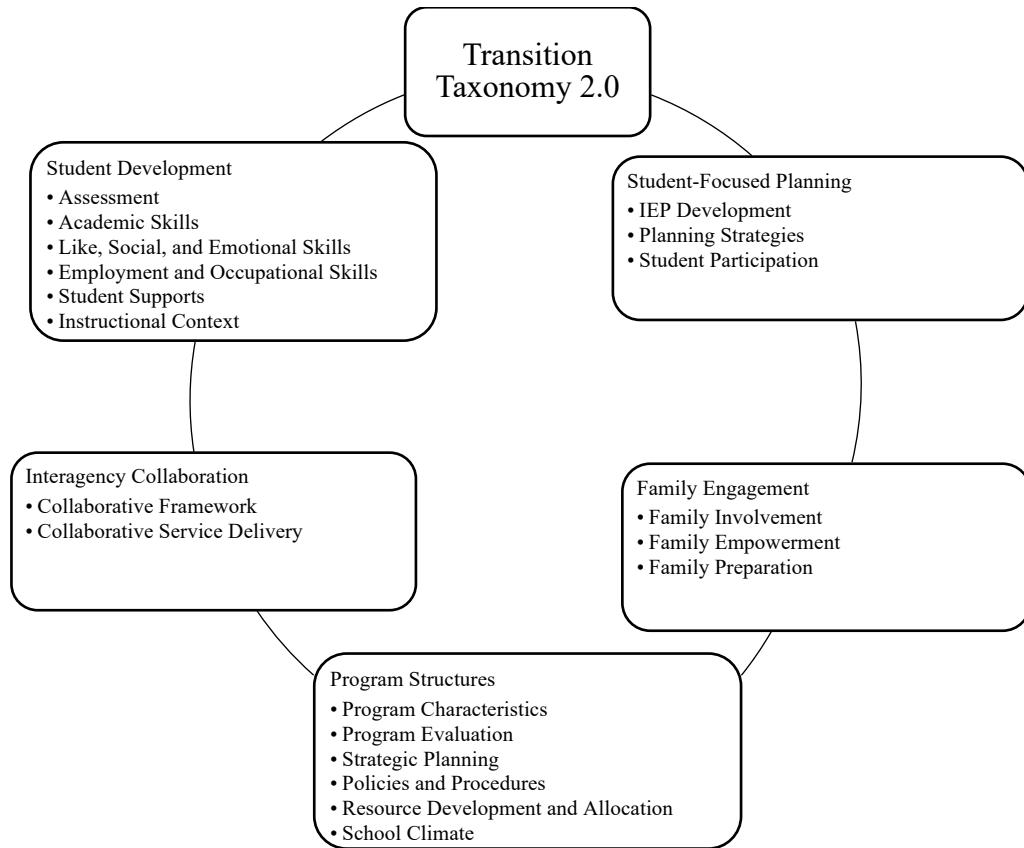 Transition
Taxonomy 2.0
Student-Focused Planning
• IEP Development
• Planning Strategies
• Student Participation
Family Engagement
• Family Involvement
• Family Empowerment
• Family Preparation
Program Structures
• Program Characteristics
• Program Evaluation
• Strategic Planning
• Policies and Procedures
• Resource Development and Allocation
• School Climate
Interagency Collaboration
• Collaborative Framework
• Collaborative Service Delivery
Student Development
• Assessment
• Academic Skills
• Like, Social, and Emotional Skills
• Employment and Occupational Skills
• Student Supports
• Instructional Context